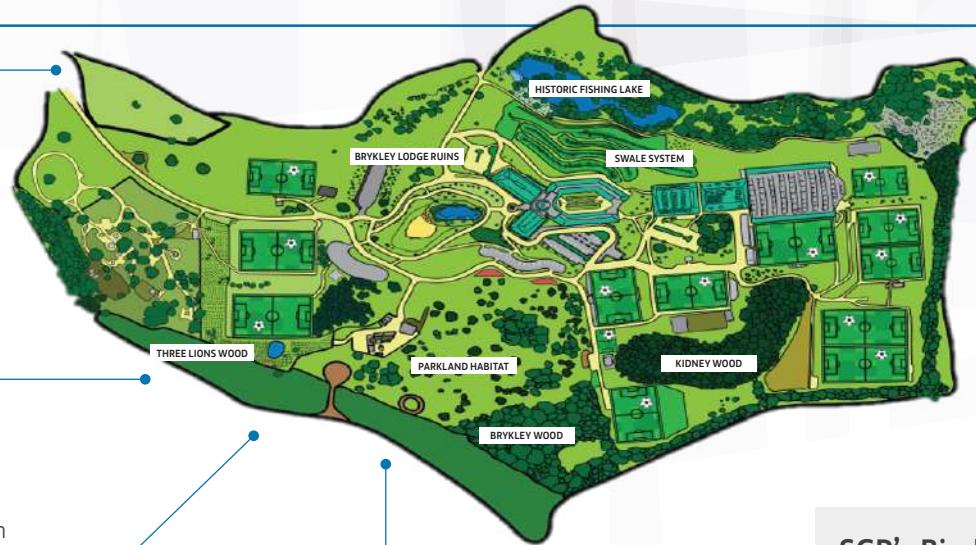 HISTORIC FISHING LAKE
BRYKLEY LODGE RUINS
SWALE SYSTEM
THREE LIONS WOOD
PARKLAND HABITAT
KIDNEY WOOD
BRYKLEY WOOD